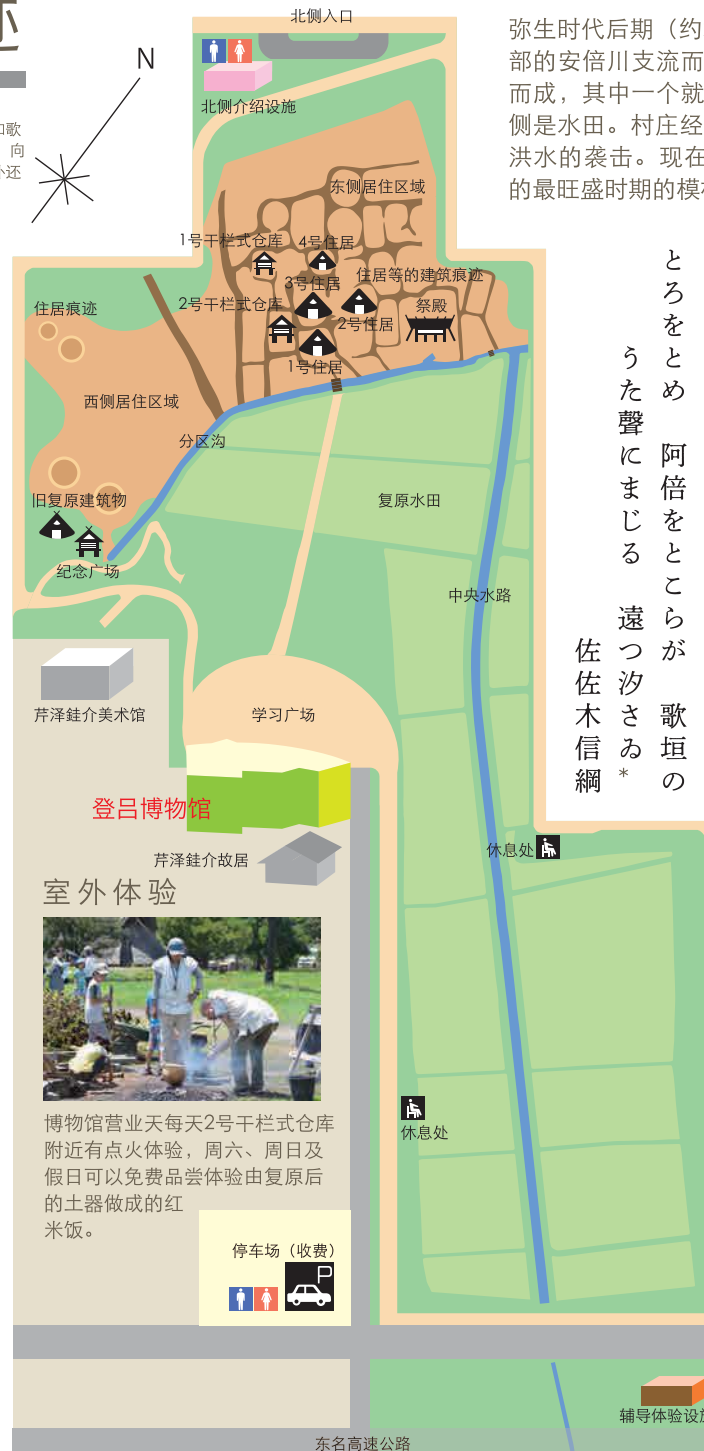 北侧入口
N
北侧介绍设施
弥生时代后期（约
部的安倍川支流而
而成，其中一个就
侧是水田。村庄经
洪水的袭击。现在
的最旺盛时期的模
东侧居住区域
1号干栏式仓库
4号住居
3号住居
住居等的建筑痕迹
2号干栏式仓库
祭殿
2号住居
1号住居
住居痕迹
西侧居住区域
分区沟
旧复原建筑物
纪念广场
复原水田
中央水路
とろをとめ　阿倍をとこらが　歌垣の
うた聲にまじる　遠つ汐さゐ*
佐佐木信綱
芹泽銈介美术馆
学习广场
登吕博物馆
芹泽銈介故居
休息处
室外体验
博物馆营业天每天2号干栏式仓库
附近有点火体验，周六、周日及
假日可以免费品尝体验由复原后
的土器做成的红
米饭。
休息处
停车场（收费）
P
辅导体验设
东名高速公路